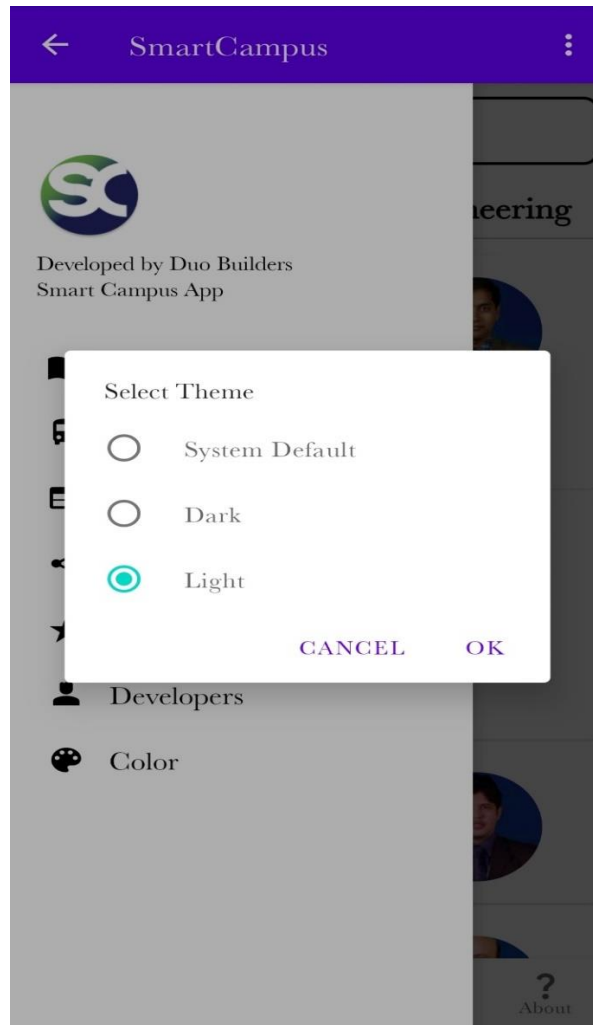 SmartCampus
SC
neering
Developed by Duo Builders
Smart Campus App
Select Theme
System Default
Dark
Light
CANCEL OK
Developers
Color
?
About